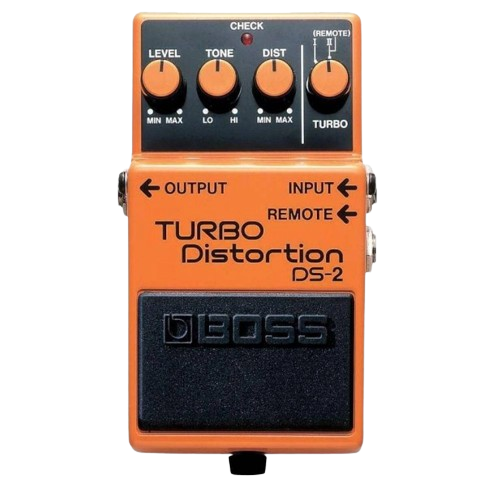 CHECK
LEVEL TONE DIST (REMOTE)
I II
MIN MAX LO HI MIN MAX TURBO
← OUTPUT INPUT ←
REMOTE ←
TURBO
Distortion
DS-2
BOSS